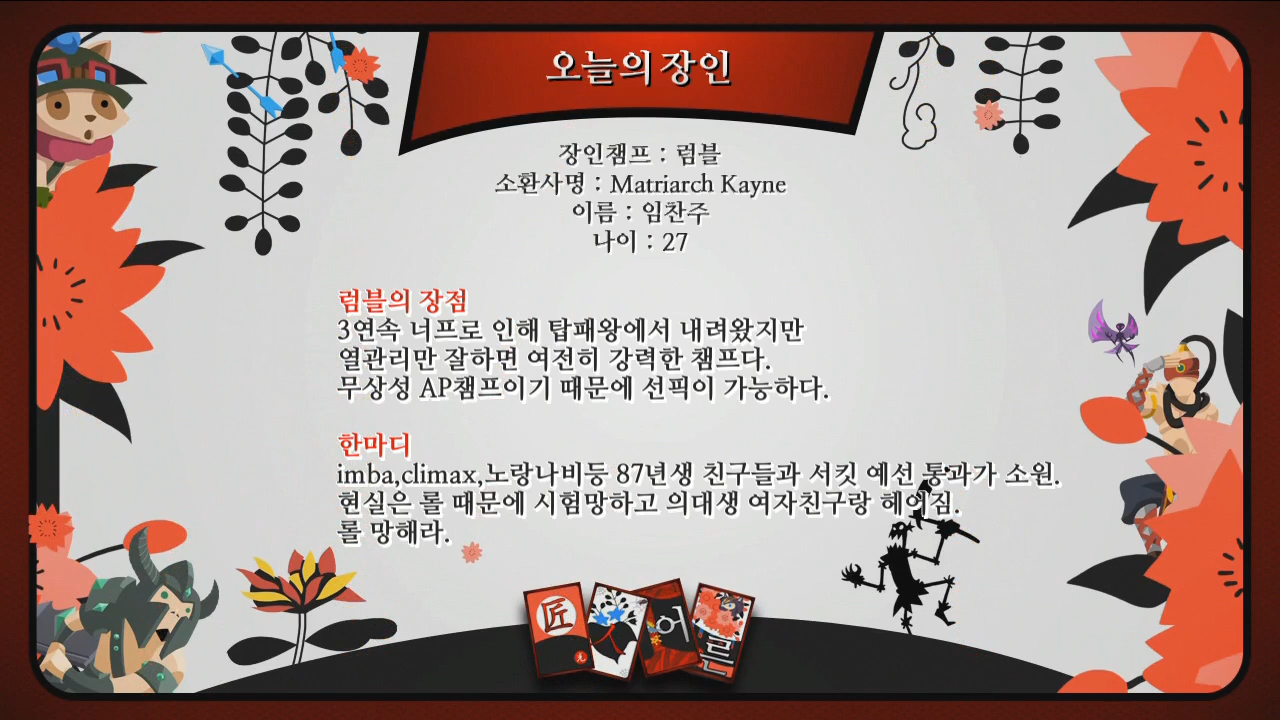 오늘의 장인
장인챔프 : 럼블
소환사명 : Matriarch Kayne
이름 : 임찬주
나이 : 27
럼블의 장점
3연속 너프로 인해 탑패왕에서 내려왔지만
열관리만 잘하면 여전히 강력한 챔프다.
무상성 AP챔프이기 때문에 선픽이 가능하다.
한마디
imba,climax,노랑나비등 87년생 친구들과 서킷 예선 통과가 소원.
현실은 롤 때문에 시험망하고 의대생 여자친구랑 헤어짐.
롤 망해라.
匠
어
른